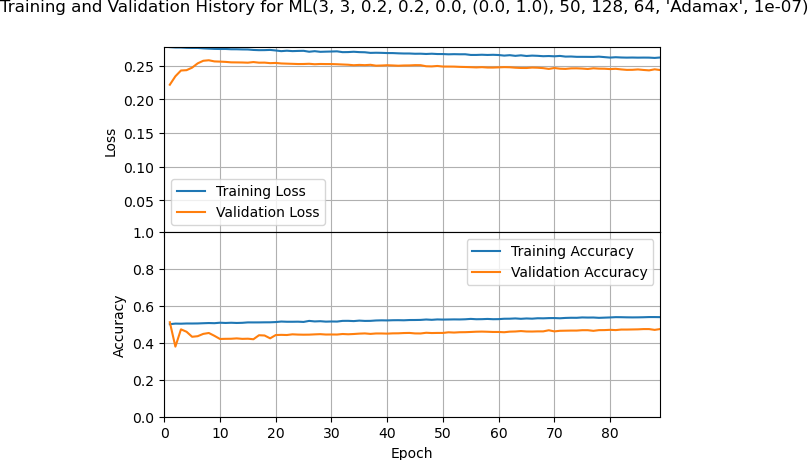 Training and Validation History for ML(3, 3, 0.2, 0.2, 0.0, (0.0, 1.0), 50, 128, 64, 'Adamax', 1e-07)
0.25
0.20
0.15
0.10
0.05
Loss
Training Loss
Validation Loss
1.0
0.8
0.6
0.4
0.2
0.0
Accuracy
Training Accuracy
Validation Accuracy
0 10 20 30 40 50 60 70 80
Epoch